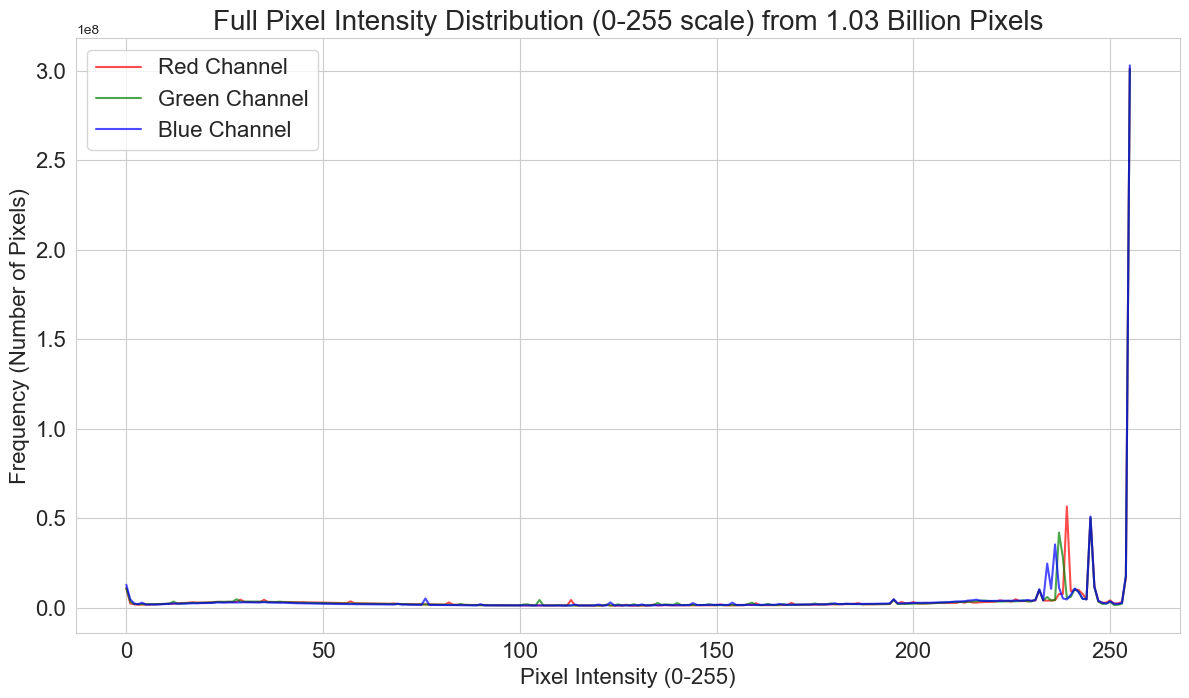 Full Pixel Intensity Distribution (0-255 scale) from 1.03 Billion Pixels
1e8
Red Channel
Green Channel
Blue Channel
3.0
2.5
2.0
1.5
1.0
0.5
0.0
Frequency (Number of Pixels)
0 50 100 150 200 250
Pixel Intensity (0-255)